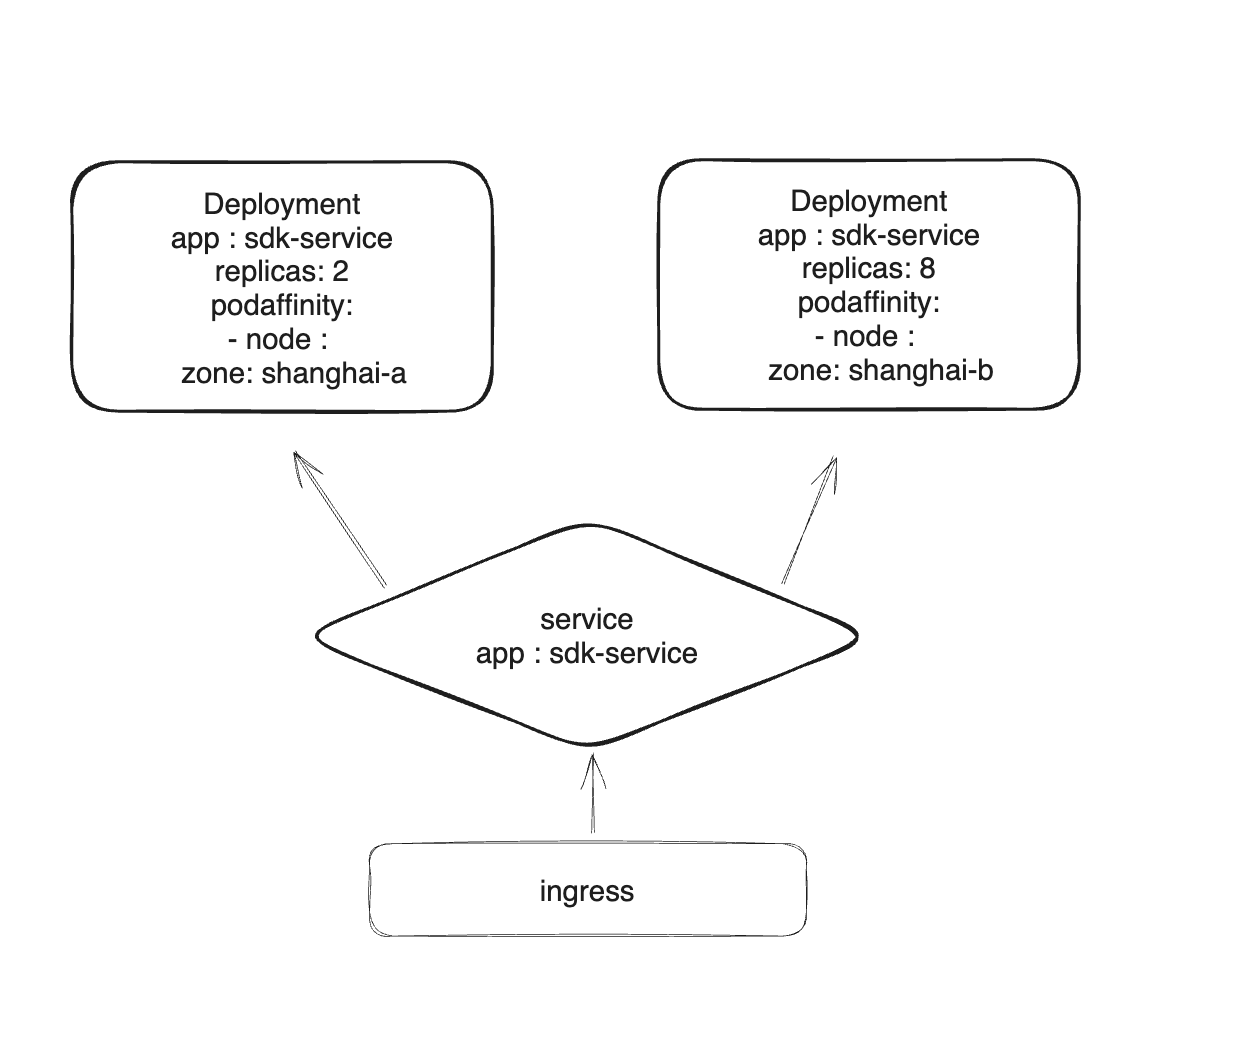 Deployment
app : sdk-service
replicas: 2
podaffinity:
- node :
zone: shanghai-a
Deployment
app : sdk-service
replicas: 8
podaffinity:
- node :
zone: shanghai-b
service
app : sdk-service
ingress